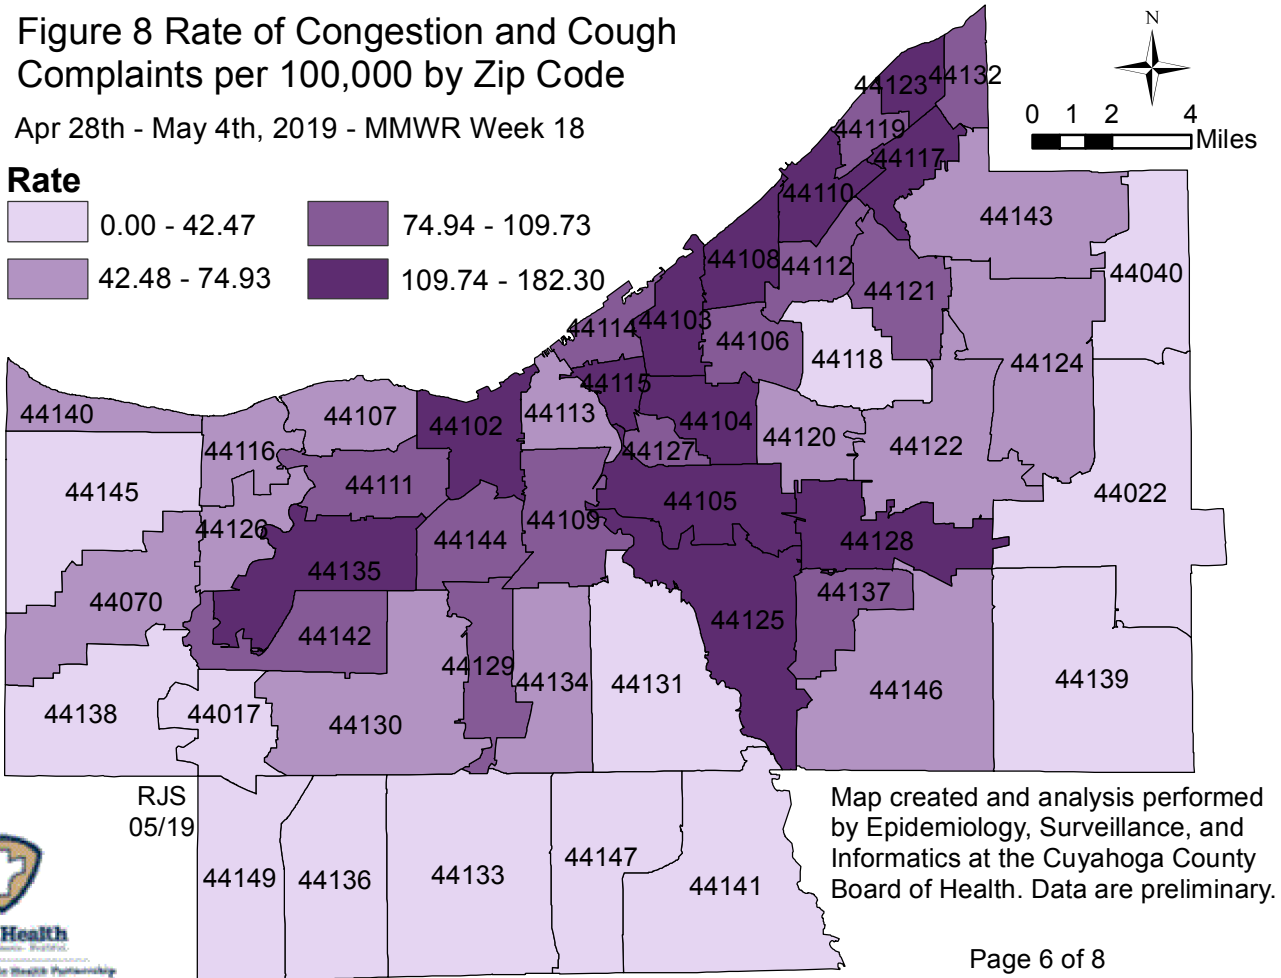 Figure 8 Rate of Congestion and Cough
Complaints per 100,000 by Zip Code
Apr 28th - May 4th, 2019 - MMWR Week 18
Rate
0.00 - 42.47
74.94 - 109.73
42.48 - 74.93
109.74 - 182.30
N
0 1 2 4
Miles
44123
44132
44119
44117
44110
44143
44108
44112
44040
44121
44114
44103
44106
44118
44124
44115
44140
44107
44102
44113
44104
44116
44127
44120
44122
44145
44111
44022
44105
44126
44109
44144
44128
44135
44137
44070
44125
44142
44129
44134
44131
44146
44139
44138
44017
44130
RJS
05/19
44149
44136
44133
44147
44141
Map created and analysis performed
by Epidemiology, Surveillance, and
Informatics at the Cuyahoga County
Board of Health. Data are preliminary.
Health
Health Partnership
Page 6 of 8